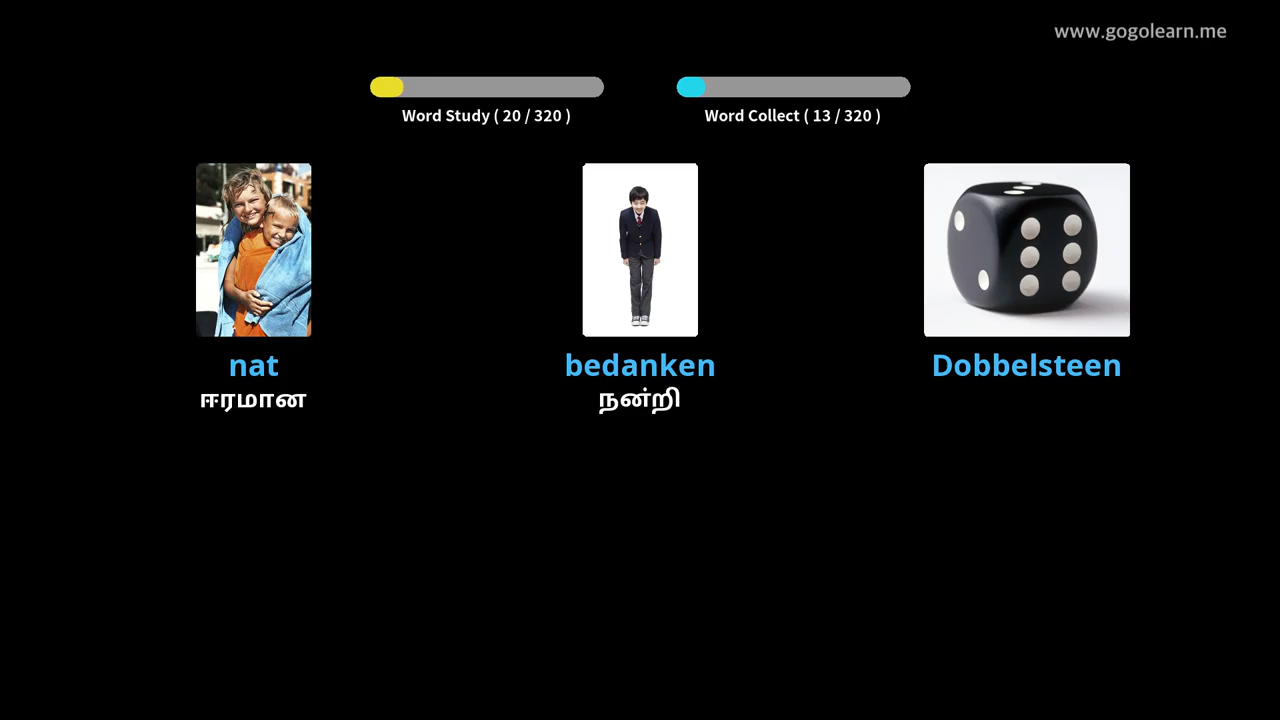 www.gogolearn.me
Word Study ( 20 / 320 )
Word Collect ( 13 / 320 )
nat
bedanken
Dobbelsteen
ஈரமான
நன்றி